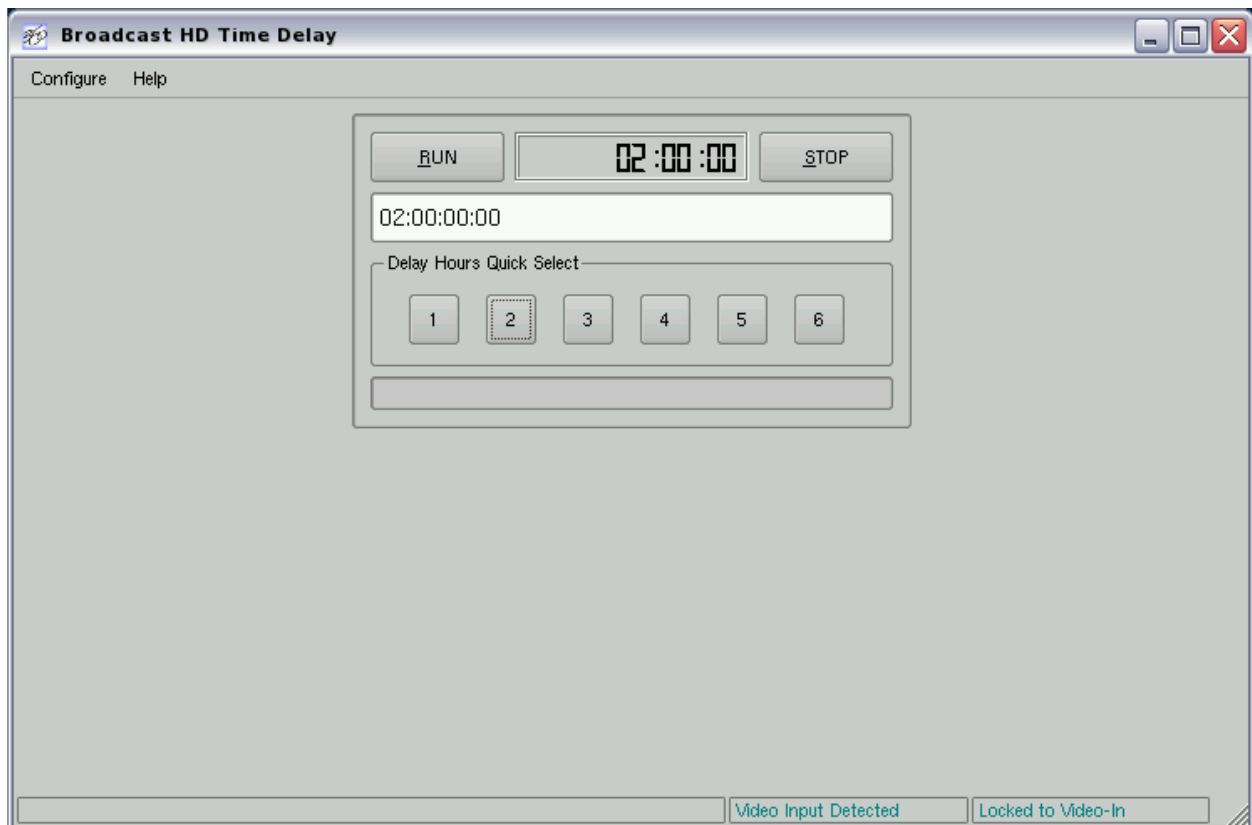 Broadcast HD Time Delay
Configure Help
RUN 02:00:00 STOP
02:00:00:00
Delay Hours Quick Select
1 2 3 4 5 6
Video Input Detected Locked to Video-In